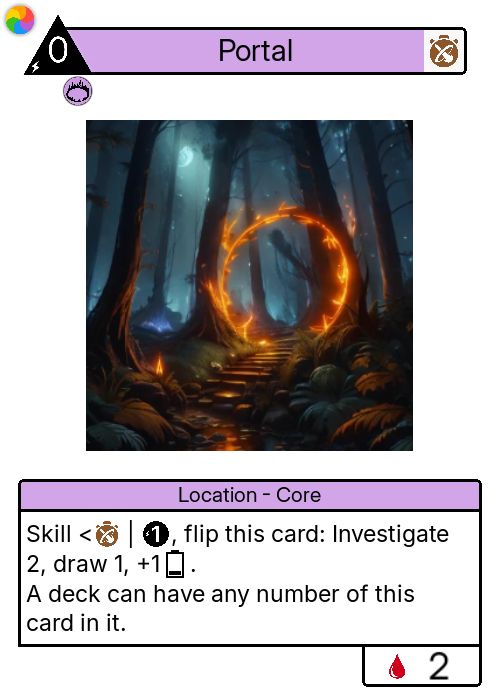 0
Portal
Location - Core
Skill < | 1, flip this card: Investigate
2, draw 1, +1 .
A deck can have any number of this
card in it.
2